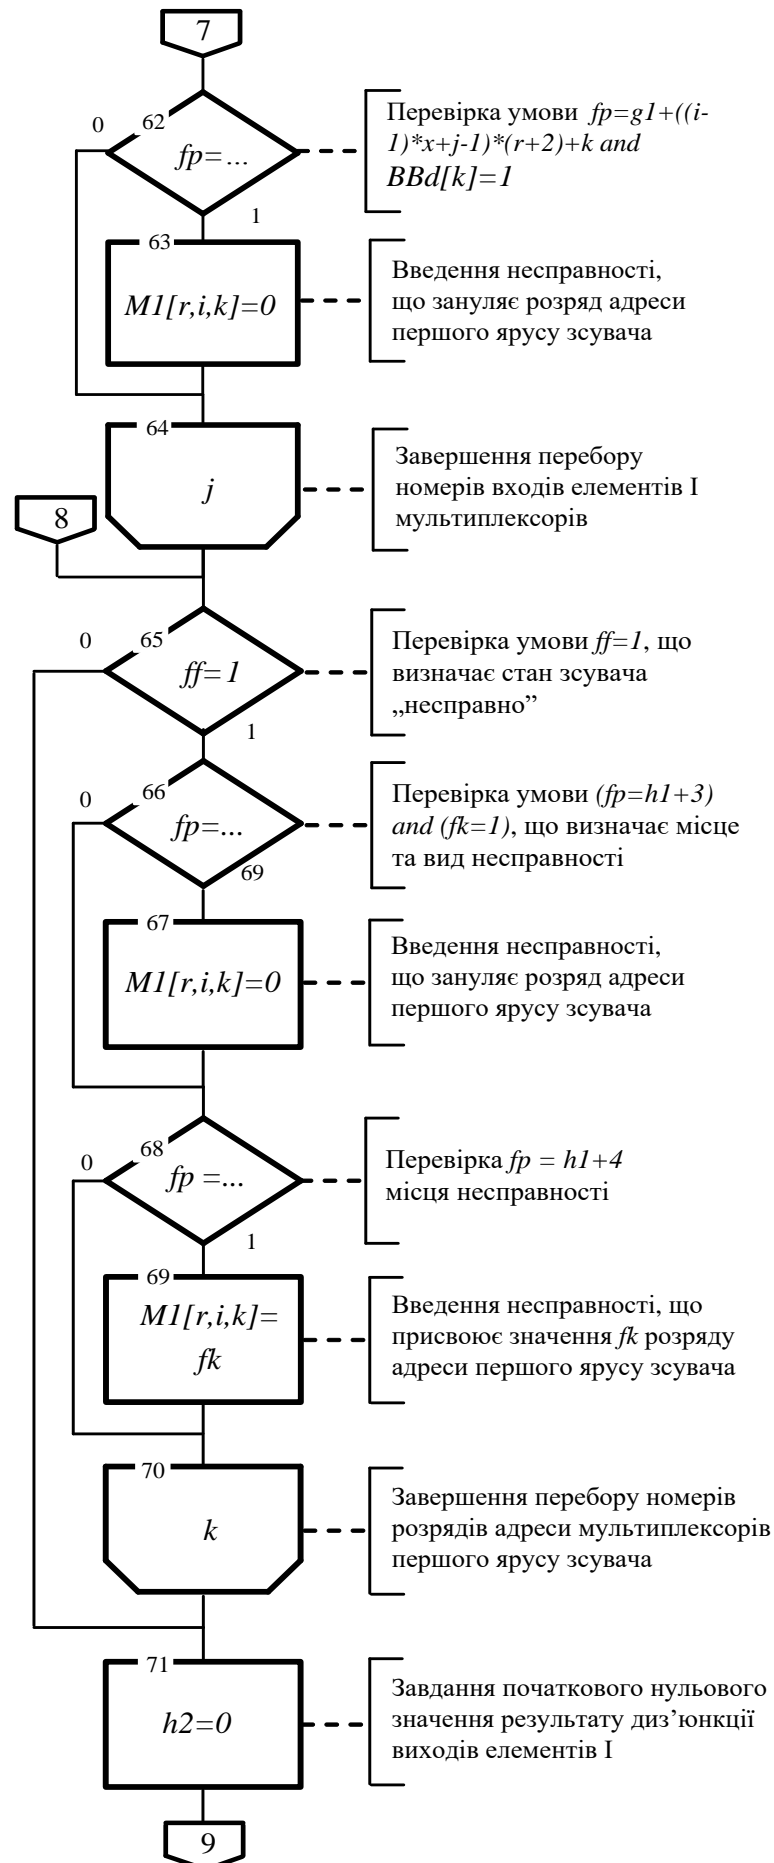 7
62
0
fp=...
1
Перевірка умови fp=g1+((i-
1)*x+j-1)*(r+2)+k and
BBd[k]=1
63
M1[r,i,k]=0
Введення несправності,
що зануляє розряд адреси
першого ярусу зсувача
64
j
Завершення перебору
номерів входів елементів І
мультиплексорів
8
65
0
ff=1
1
Перевірка умови ff=1, що
визначає стан зсувача
„несправно”
66
0
fp=...
69
Перевірка умови (fp=h1+3)
and (fk=1), що визначає місце
та вид несправності
67
M1[r,i,k]=0
Введення несправності,
що зануляє розряд адреси
першого ярусу зсувача
68
0
fp =...
1
Перевірка fp = h1+4
місця несправності
69
M1[r,i,k]=
fk
Введення несправності, що
присвоює значення fk розряду
адреси першого ярусу зсувача
70
k
Завершення перебору номерів
розрядів адреси мультиплексорів
першого ярусу зсувача
71
h2=0
Завдання початкового нульового
значення результату диз’юнкції
виходів елементів І
9